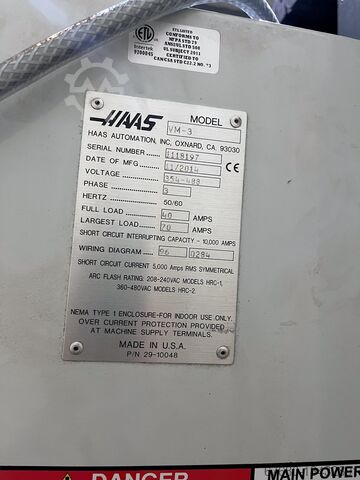 ETL LISTED
CONFORMS TO
NFPA STD 79
ANSI/UL STD 508
UL SUBJECT 2011
CERTIFIED TO
CAN/CSA STD C22.2 NO. 73
Intertek
9700845
HAAS
MODEL
VM-3
HAAS AUTOMATION, INC, OXNARD, CA. 93030
SERIAL NUMBER 1118197
DATE OF MFG 11/2014
VOLTAGE 354-488
PHASE 3
HERTZ 50/60
FULL LOAD 40 AMPS
LARGEST LOAD 20 AMPS
SHORT CIRCUIT INTERRUPTING CAPACITY - 10,000 AMPS
WIRING DIAGRAM 96 0284
SHORT CIRCUIT CURRENT 5,000 Amps RMS SYMMETRICAL
ARC FLASH RATING: 208-240VAC MODELS HRC-1,
360-480VAC MODELS HRC-2.
NEMA TYPE 1 ENCLOSURE-FOR INDOOR USE ONLY.
OVER CURRENT PROTECTION PROVIDED
AT MACHINE SUPPLY TERMINALS.
MADE IN U.S.A.
P/N 29-10048
DANGER
MAIN POWER